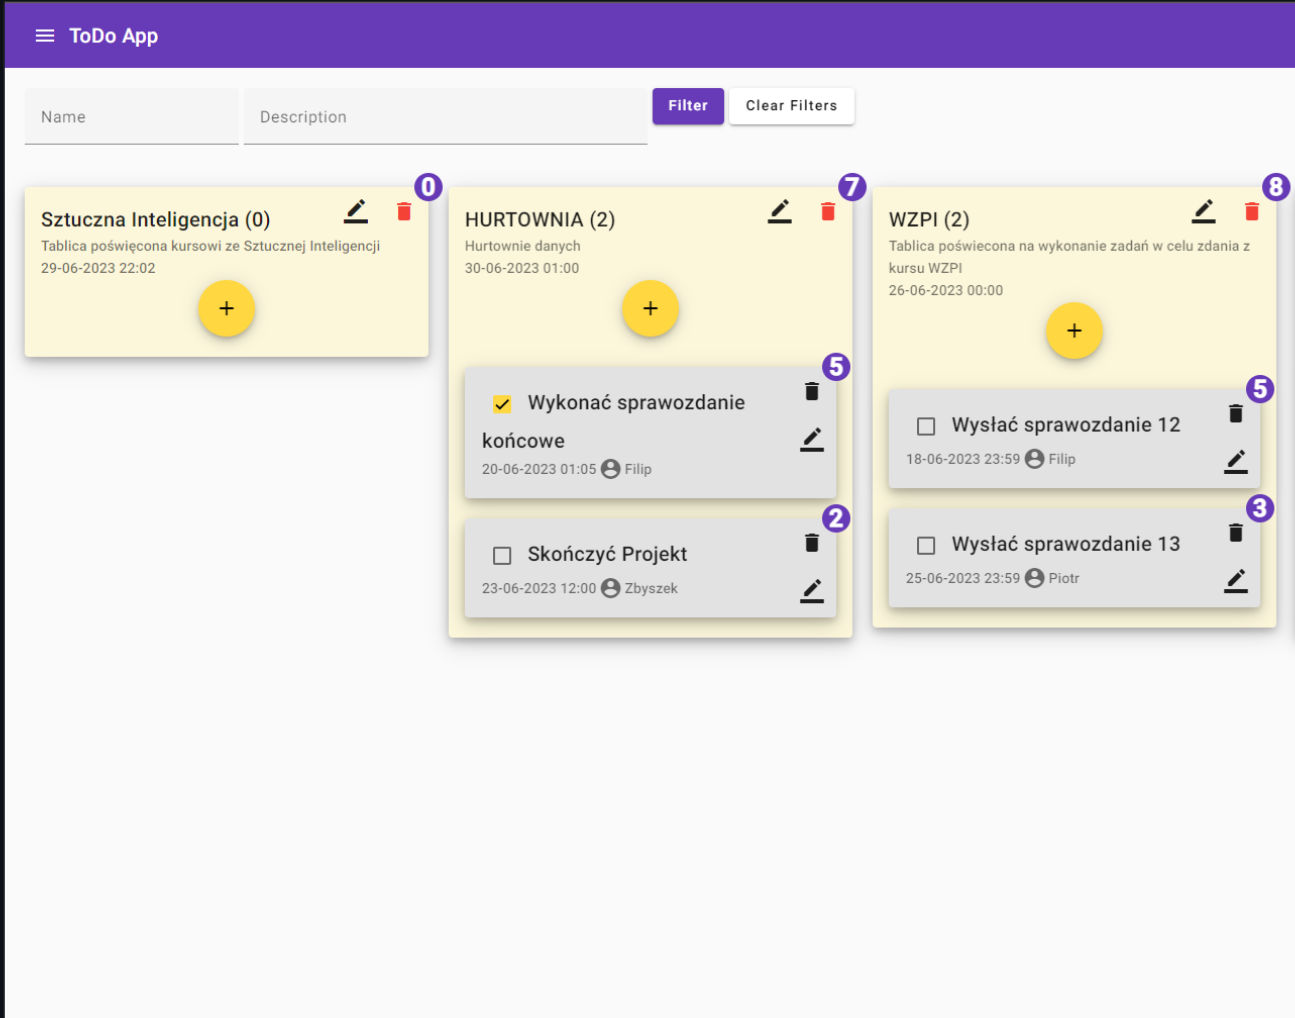 ToDo App
Name
Description
Filter
Clear Filters
0
Sztuczna Inteligencja (0)
Tablica poświęcona kursowi ze Sztucznej Inteligencji
29-06-2023 22:02
+
7
HURTOWNIA (2)
Hurtownie danych
30-06-2023 01:00
+
5
Wykonać sprawozdanie
końcowe
20-06-2023 01:05 Filip
2
Skończyć Projekt
23-06-2023 12:00 Zbyszek
8
WZPI (2)
Tablica poświecona na wykonanie zadań w celu zdania z
kursu WZPI
26-06-2023 00:00
+
5
Wysłać sprawozdanie 12
18-06-2023 23:59 Filip
3
Wysłać sprawozdanie 13
25-06-2023 23:59 Piotr